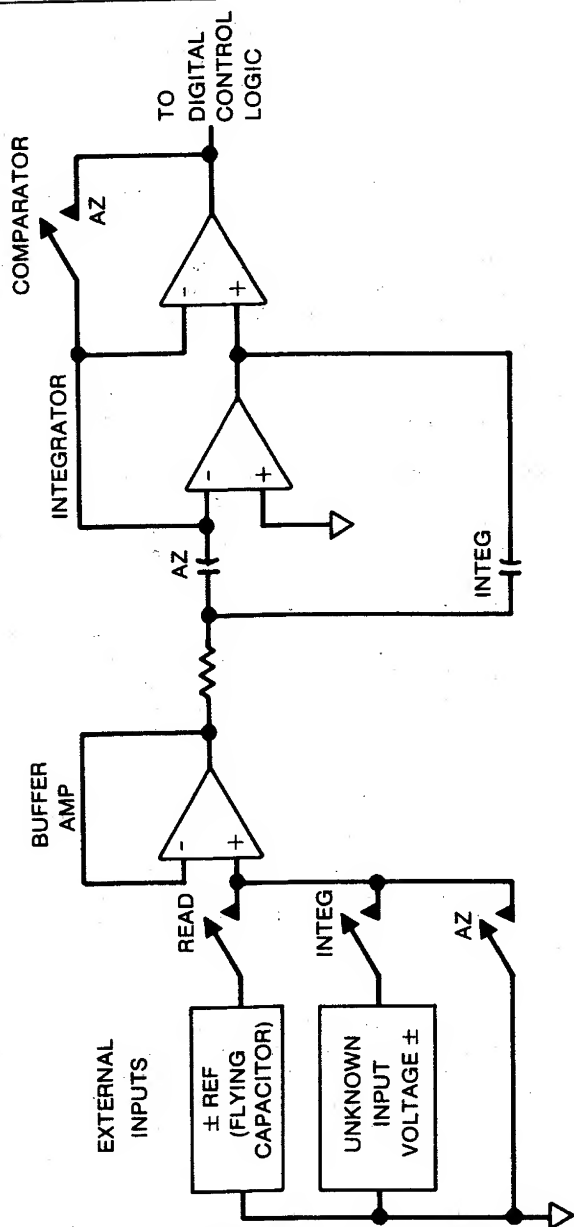 EXTERNAL
INPUTS
± REF
(FLYING
CAPACITOR)
UNKNOWN
INPUT
VOLTAGE ±
READ
INTEG
AZ
BUFFER
AMP
-
+
AZ
INTEG
INTEGRATOR
-
+
COMPARATOR
AZ
-
+
TO
DIGITAL
CONTROL
LOGIC